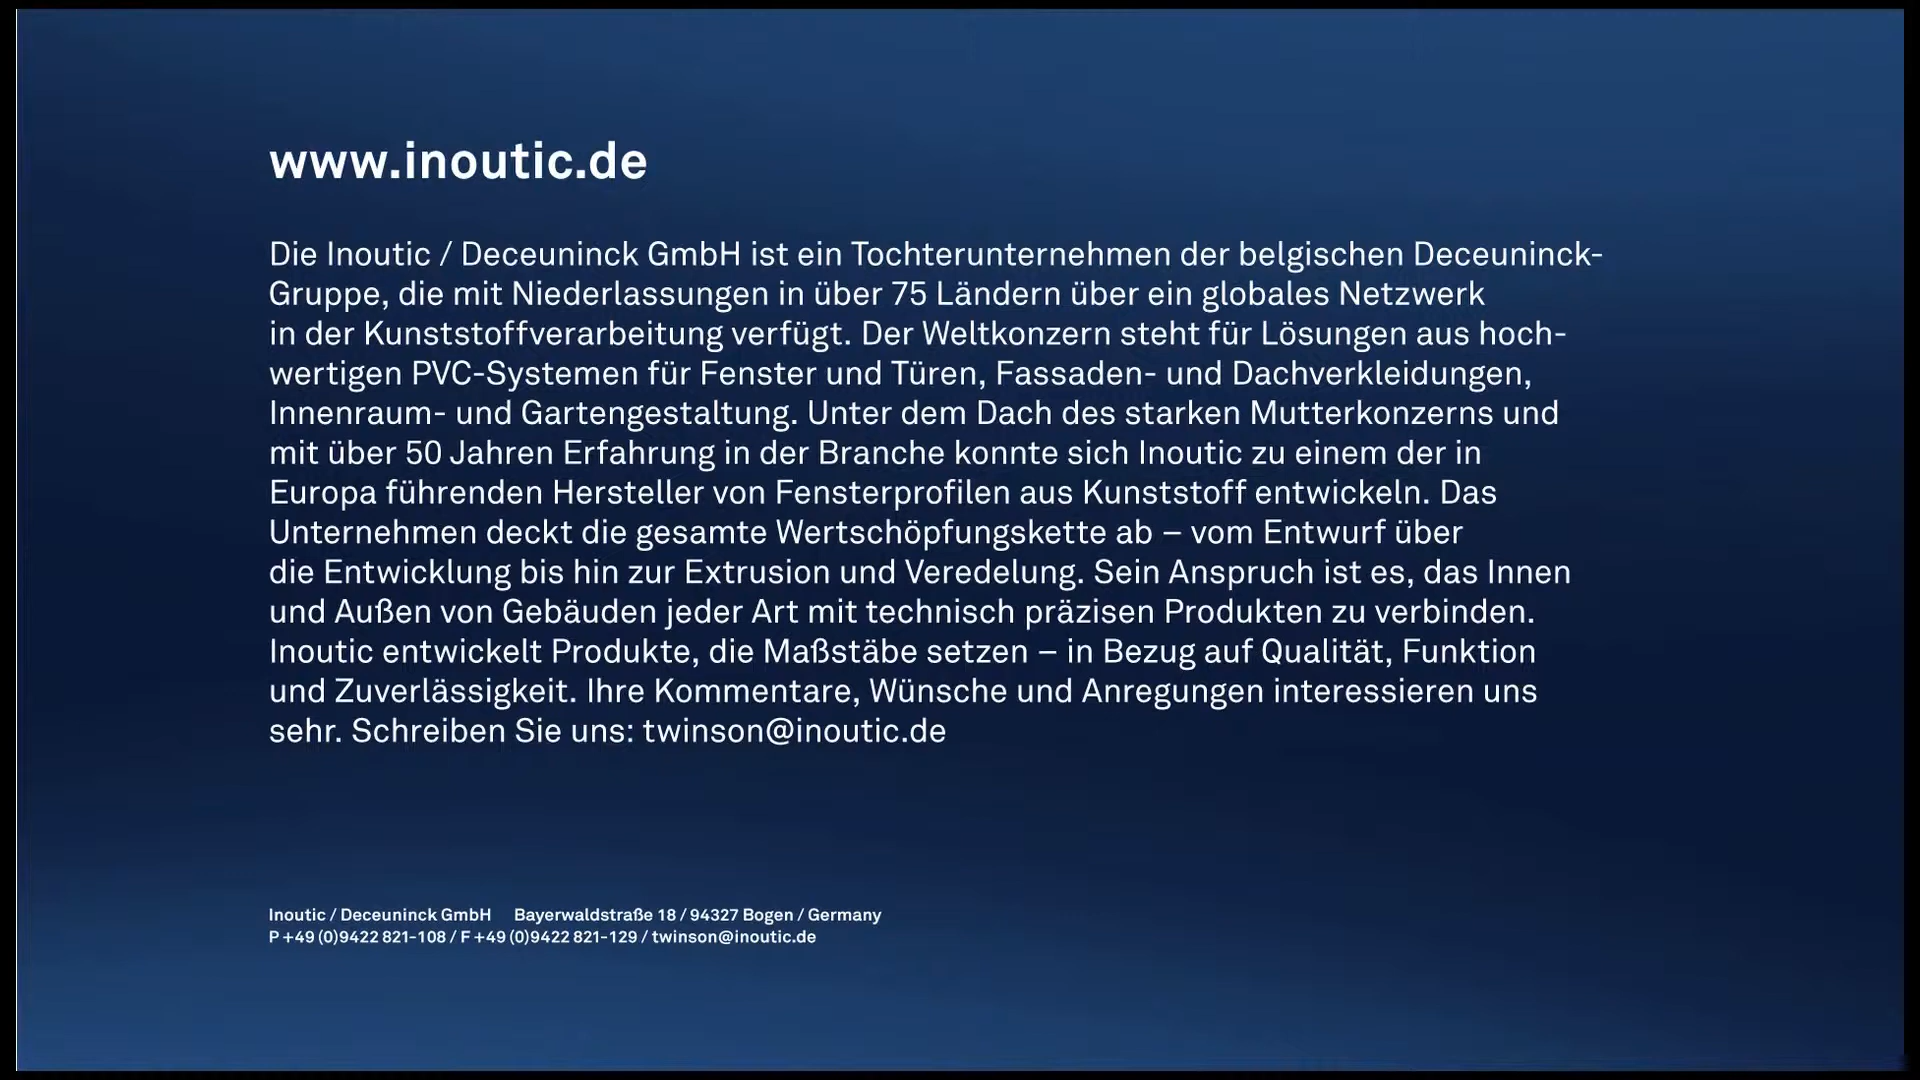 www.inoutic.de
Die Inoutic / Deceuninck GmbH ist ein Tochterunternehmen der belgischen Deceuninck-
Gruppe, die mit Niederlassungen in über 75 Ländern über ein globales Netzwerk
in der Kunststoffverarbeitung verfügt. Der Weltkonzern steht für Lösungen aus hoch-
wertigen PVC-Systemen für Fenster und Türen, Fassaden- und Dachverkleidungen,
Innenraum- und Gartengestaltung. Unter dem Dach des starken Mutterkonzerns und
mit über 50 Jahren Erfahrung in der Branche konnte sich Inoutic zu einem der in
Europa führenden Hersteller von Fensterprofilen aus Kunststoff entwickeln. Das
Unternehmen deckt die gesamte Wertschöpfungskette ab – vom Entwurf über
die Entwicklung bis hin zur Extrusion und Veredelung. Sein Anspruch ist es, das Innen
und Außen von Gebäuden jeder Art mit technisch präzisen Produkten zu verbinden.
Inoutic entwickelt Produkte, die Maßstäbe setzen – in Bezug auf Qualität, Funktion
und Zuverlässigkeit. Ihre Kommentare, Wünsche und Anregungen interessieren uns
sehr. Schreiben Sie uns: twinson@inoutic.de
Inoutic / Deceuninck GmbH Bayerwaldstraße 18 / 94327 Bogen / Germany
P +49 (0)9422 821-108 / F +49 (0)9422 821-129 / twinson@inoutic.de